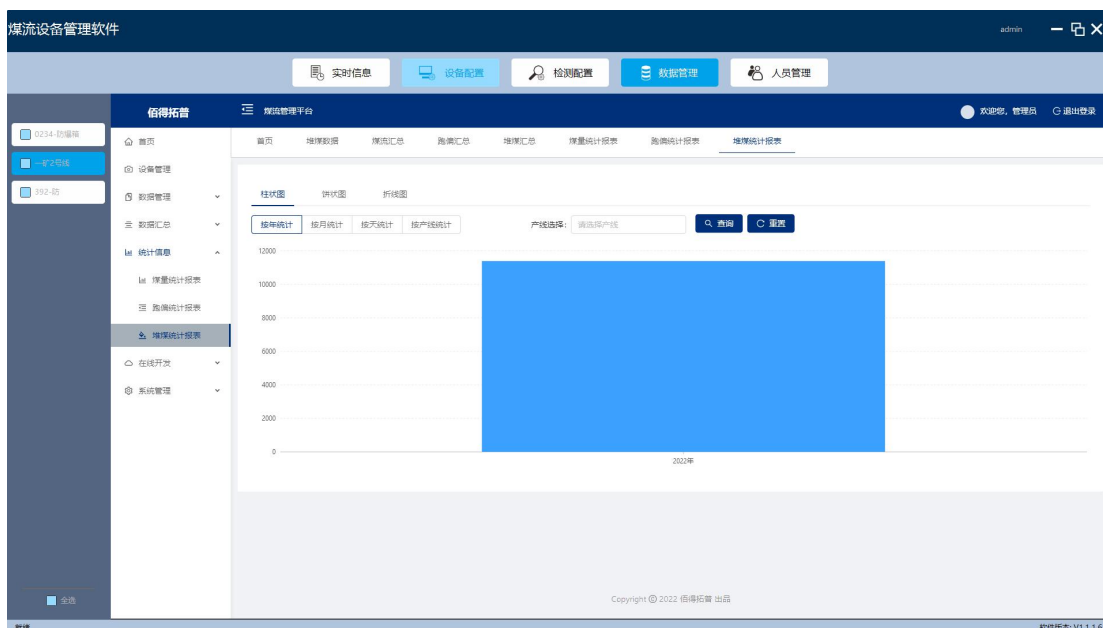 煤流设备管理软件 admin
实时信息 设备配置 检测配置 数据管理 人员管理
佰得拓普 煤流管理平台 欢迎您，管理员 退出登录
0234-防爆箱
一矿2号线
392-防
首页
设备管理
数据管理
数据汇总
统计信息
煤量统计报表
跑偏统计报表
堆煤统计报表
在线开发
系统管理
全选
首页 堆煤数据 煤流汇总 跑偏汇总 堆煤汇总 煤量统计报表 跑偏统计报表 堆煤统计报表
柱状图 饼状图 折线图
按年统计 按月统计 按天统计 按产线统计 产线选择: 请选择产线 查询 重置
12000
10000
8000
6000
4000
2000
0
2022年
Copyright © 2022 佰得拓普 出品
就绪 软件版本: V1.1.1.6